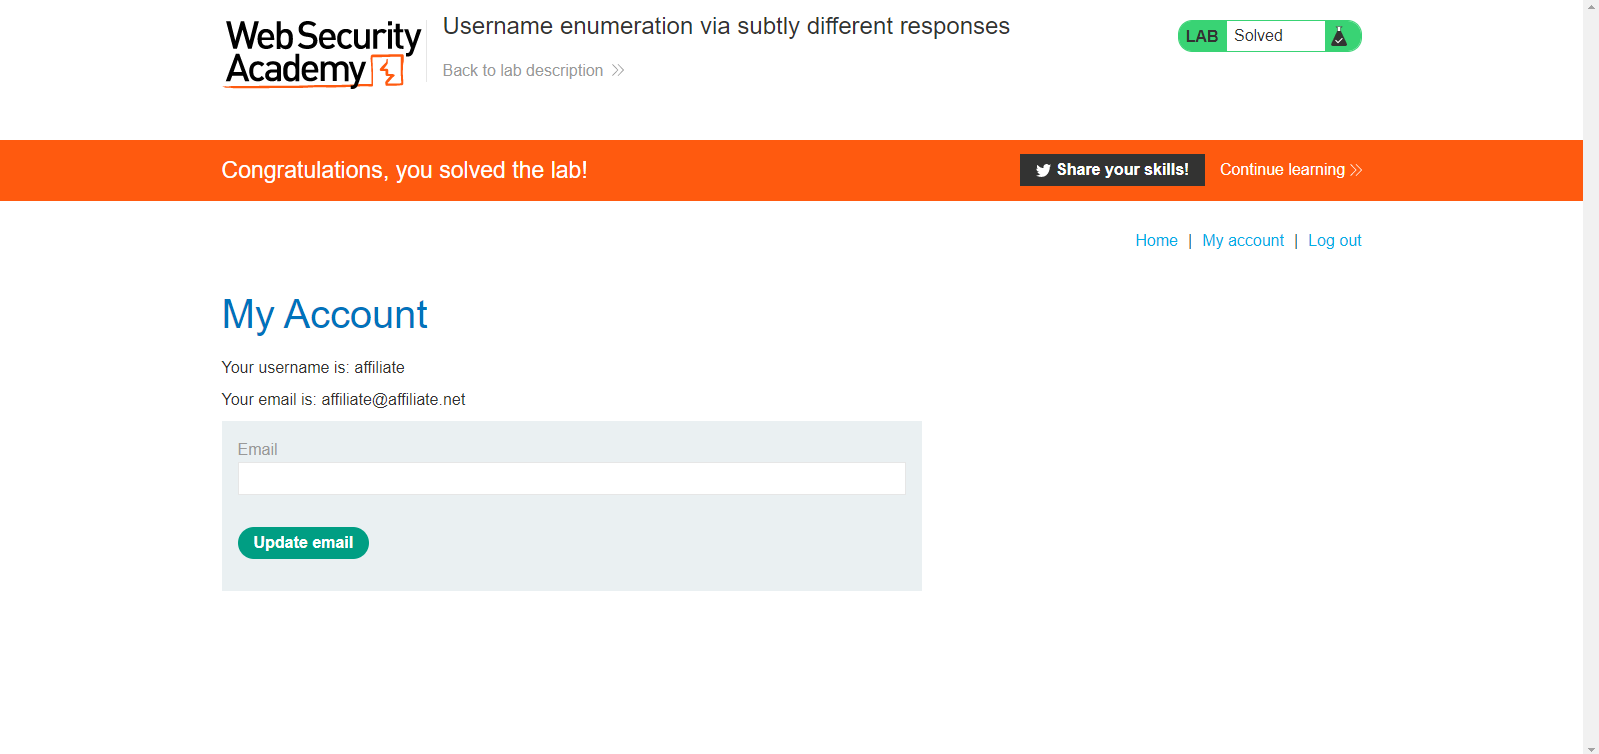 Web Security
Academy
Username enumeration via subtly different responses
Back to lab description
LAB Solved
Congratulations, you solved the lab!
Share your skills!
Continue learning
Home | My account | Log out
My Account
Your username is: affiliate
Your email is: affiliate@affiliate.net
Email
Update email